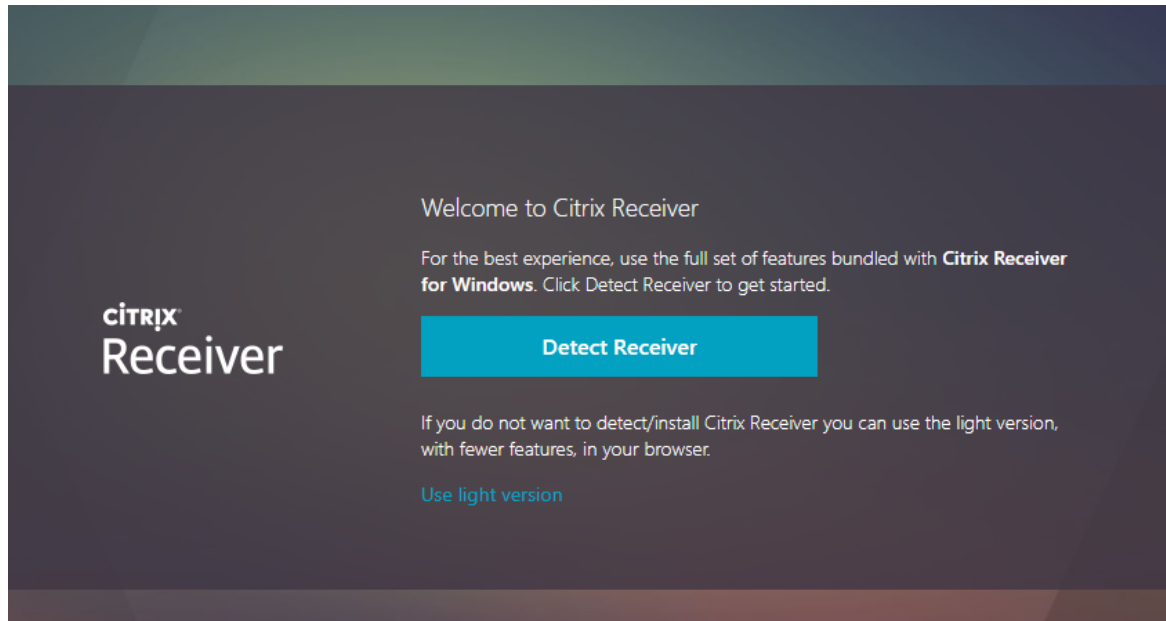 Welcome to Citrix Receiver
For the best experience, use the full set of features bundled with Citrix Receiver
for Windows. Click Detect Receiver to get started.
CİTRIX
Receiver
Detect Receiver
If you do not want to detect/install Citrix Receiver you can use the light version,
with fewer features, in your browser.
Use light version